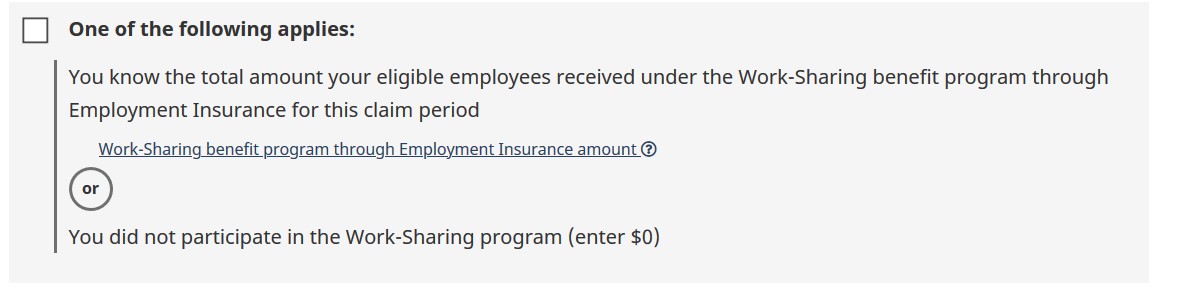 One of the following applies:
You know the total amount your eligible employees received under the Work-Sharing benefit program through
Employment Insurance for this claim period
Work-Sharing benefit program through Employment Insurance amount ?
or
You did not participate in the Work-Sharing program (enter $0)